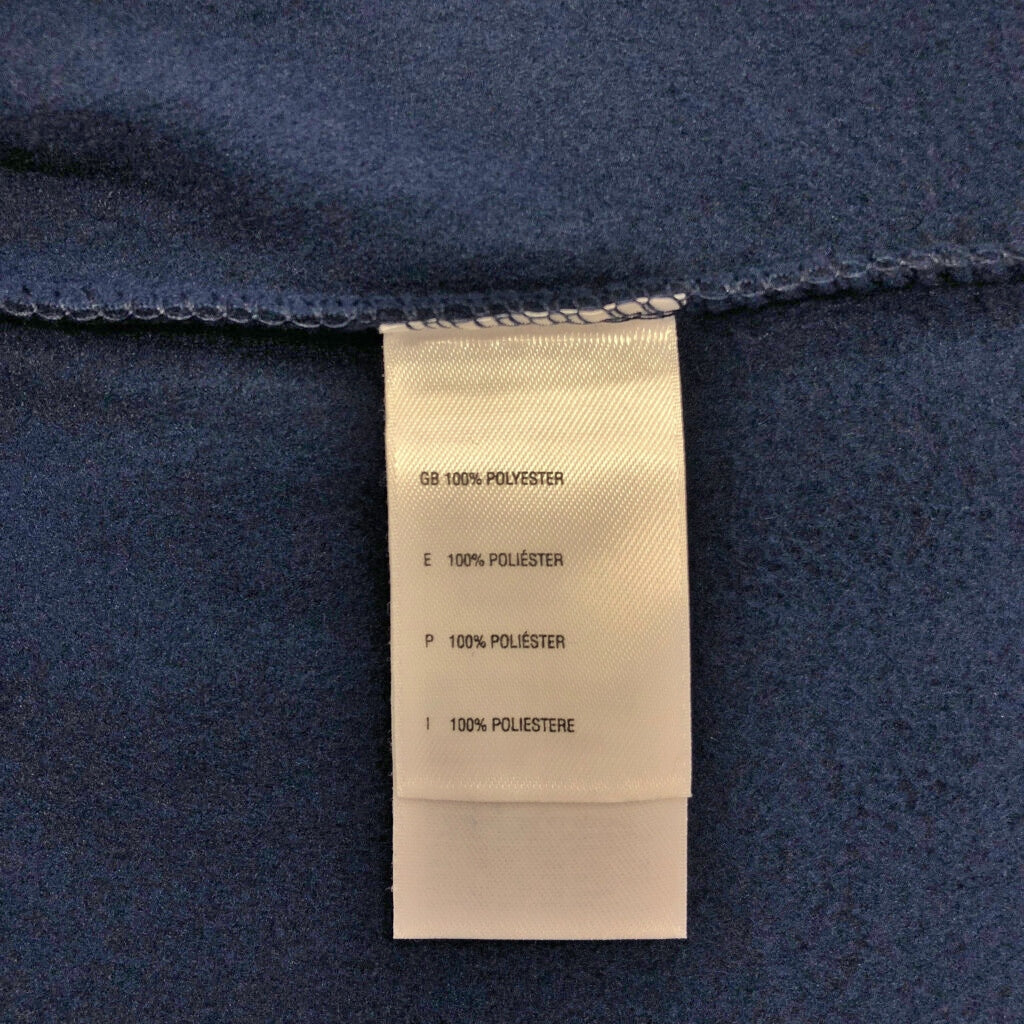 GB 100% POLYESTER
E 100% POLIÉSTER
P 100% POLIÉSTER
I 100% POLIESTERE